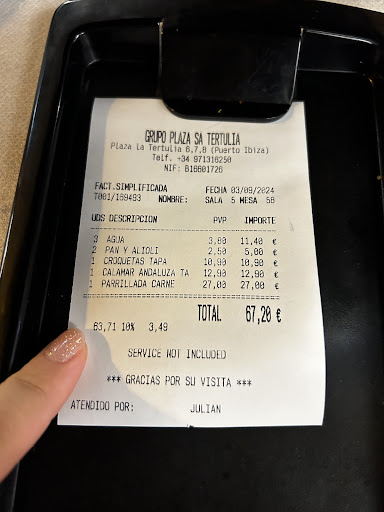 GRUPO PLAZA SA TERTULIA
Plaza La Tertulia 6,7,8 (Puerto Ibiza)
Telf. +34 971316250
NIF: B16601726
FACT.SIMPLIFICADA FECHA 03/09/2024
T001/169493 NOMBRE: SALA 5 MESA 58
UDS DESCRIPCION PVP IMPORTE
3 AGUA 3,80 11,40 €
2 PAN Y ALIOLI 2,50 5,00 €
1 CROQUETAS TAPA 10,90 10,90 €
1 CALAMAR ANDALUZA TA 12,90 12,90 €
1 PARRILLADA CARNE 27,00 27,00 €
TOTAL 67,20 €
63,71 10% 3,49
SERVICE NOT INCLUDED
*** GRACIAS POR SU VISITA ***
ATENDIDO POR: JULIAN